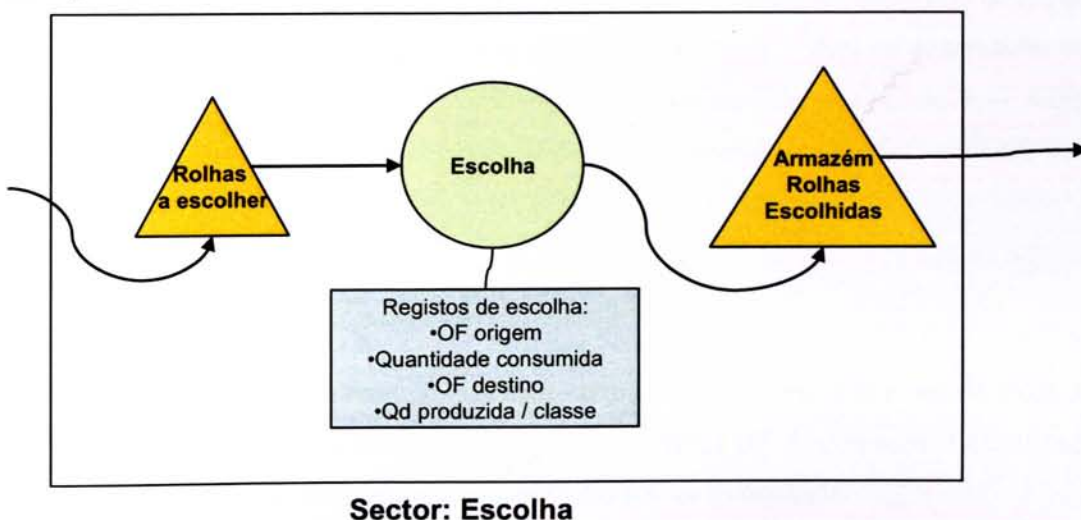 Rolhas
a escolher
Escolha
Armazém
Rolhas
Escolhidas
Registos de escolha:
•OF origem
•Quantidade consumida
•OF destino
•Qd produzida / classe
Sector: Escolha